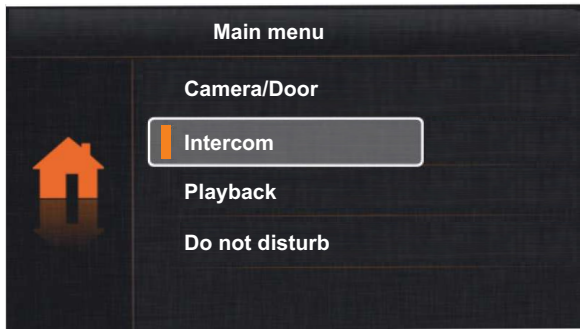 Main menu
Camera/Door
Intercom
Playback
Do not disturb